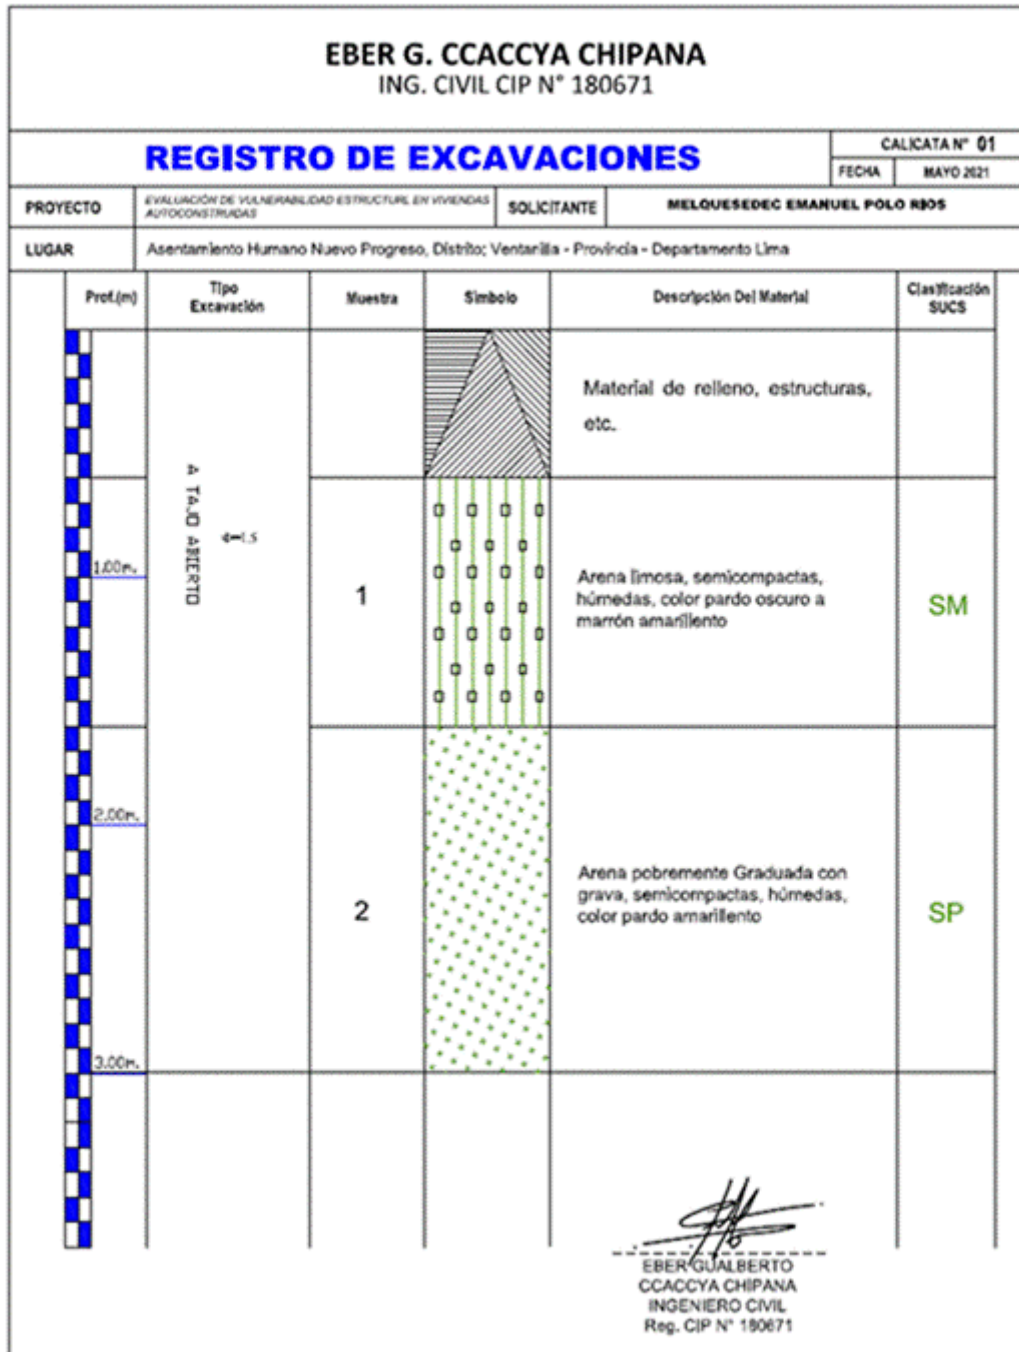 EBER G. CCACCYA CHIPANA
ING. CIVIL CIP N° 180671
REGISTRO DE EXCAVACIONES
CALICATA N° 01
FECHA
MAYO 2021
PROYECTO
EVALUACIÓN DE VULNERABILIDAD ESTRUCTURE EN VIVIENDAS
AUTOCONSTRUIDAS
SOLICITANTE
MELQUESEDEC EMANUEL POLO RIOS
LUGAR
Asentamiento Humano Nuevo Progreso, Distrito; Ventanilla - Provincia - Departamento Lima
Prof.(m)
Tipo
Excavación
Muestra
Simbolo
Descripción Del Material
Clasificación
SUCS
Material de relleno, estructuras,
etc.
A TAJO ABIERTO
1.00m.
1
Arena limosa, semicompactas,
húmedas, color pardo oscuro a
marrón amarillento
SM
2.00m.
2
Arena pobremente Graduada con
grava, semicompactas, húmedas,
color pardo amarillento
SP
3.00m.
EBER GUALBERTO
CCACCYA CHIPANA
INGENIERO CIVIL
Reg. CIP N° 180671